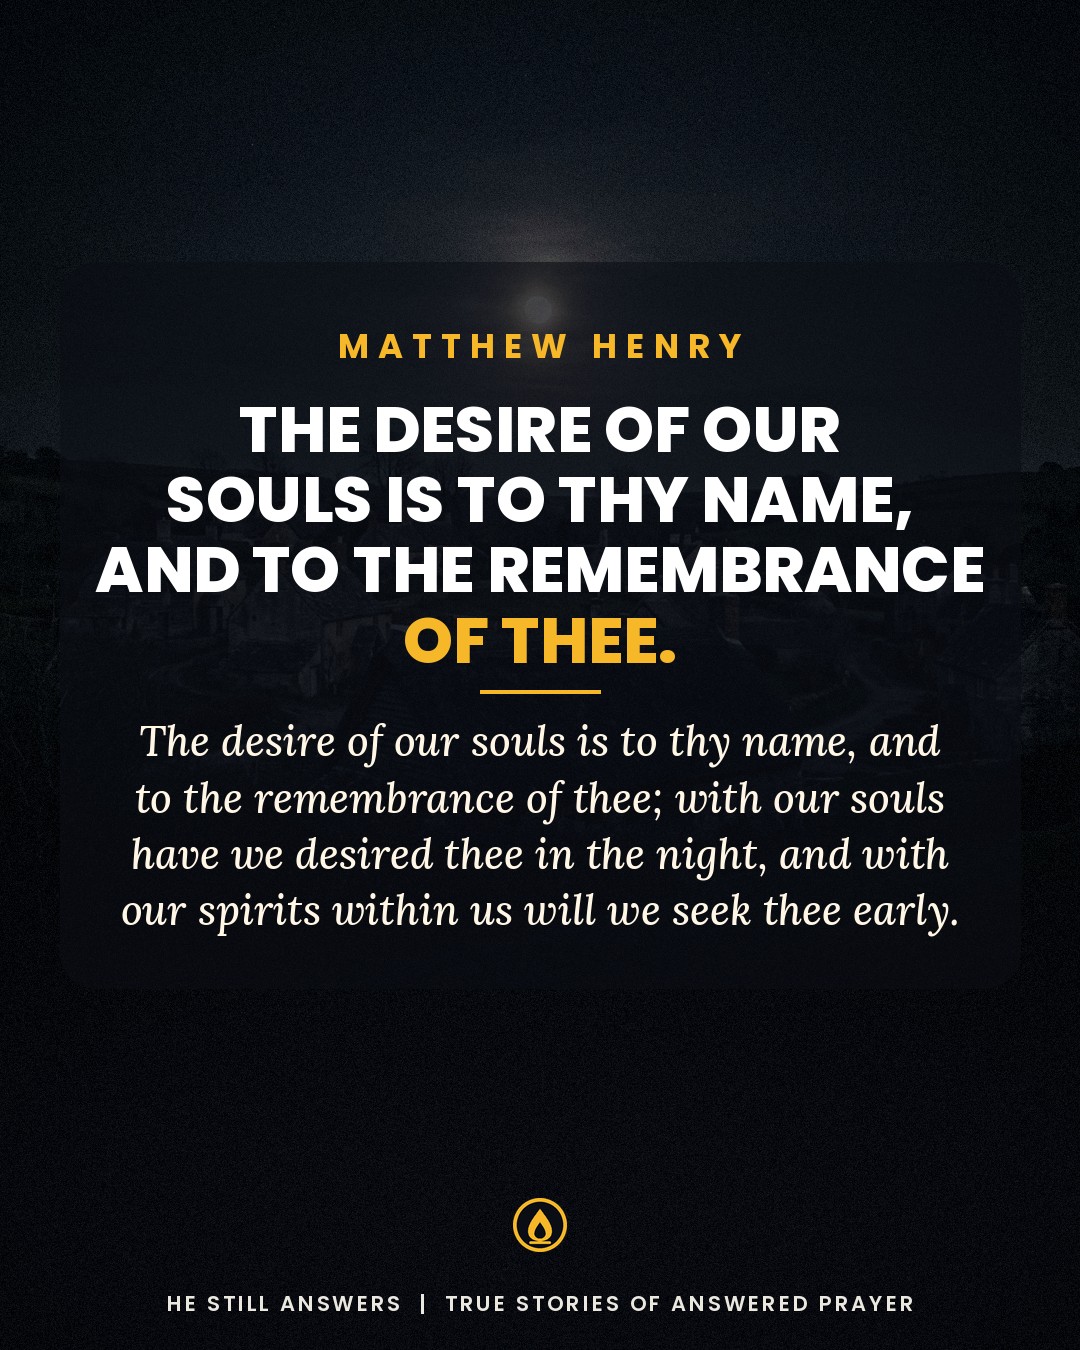 MATTHEW HENRY
THE DESIRE OF OUR
SOULS IS TO THY NAME,
AND TO THE REMEMBRANCE
OF THEE.
The desire of our souls is to thy name, and
to the remembrance of thee; with our souls
have we desired thee in the night, and with
our spirits within us will we seek thee early.
HE STILL ANSWERS | TRUE STORIES OF ANSWERED PRAYER